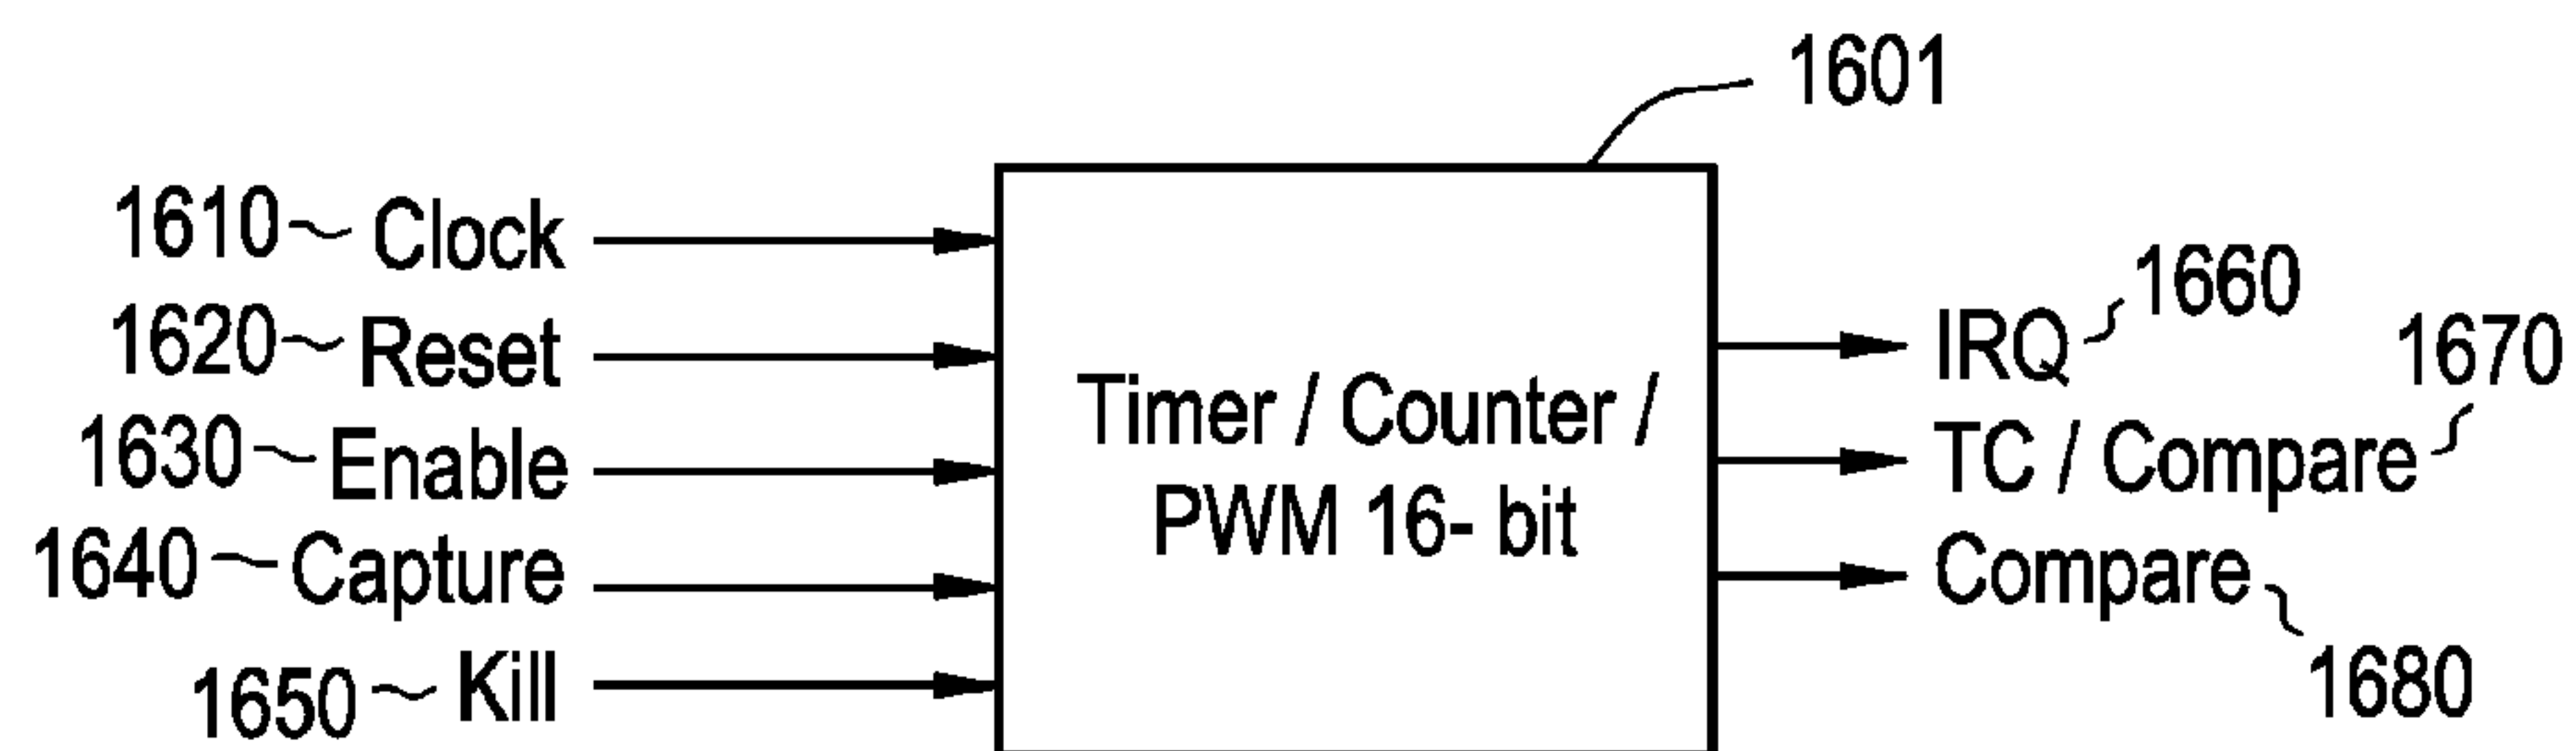 1601
1610 Clock
1620 Reset
1630 Enable
1640 Capture
1650 Kill
Timer / Counter /
PWM 16- bit
IRQ 1660
TC / Compare 1670
Compare 1680